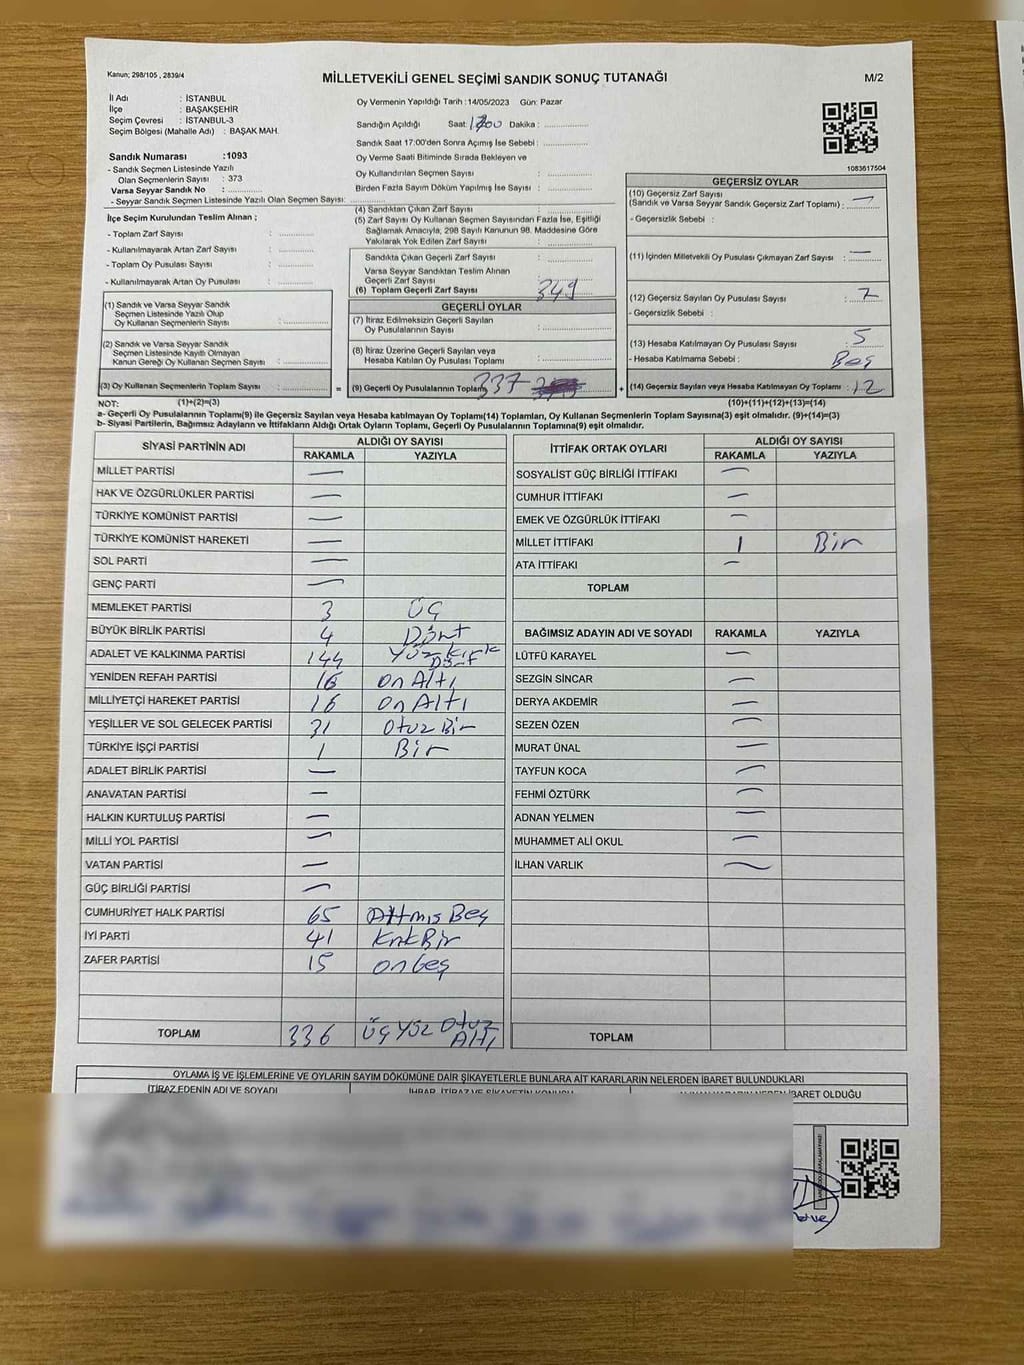 Kanun; 298/105 , 2839/4
MİLLETVEKİLİ GENEL SEÇİMİ SANDIK SONUÇ TUTANAĞI
M/2
İl Adı : İSTANBUL
İlçe : BAŞAKŞEHİR
Seçim Çevresi : İSTANBUL-3
Seçim Bölgesi (Mahalle Adı) : BAŞAK MAH.
Sandık Numarası :1093
- Sandık Seçmen Listesinde Yazılı
Olan Seçmenlerin Sayısı : 373
Varsa Seyyar Sandık No : ............
- Seyyar Sandık Seçmen Listesinde Yazılı Olan Seçmen Sayısı: ............
İlçe Seçim Kurulundan Teslim Alınan ;
- Toplam Zarf Sayısı : ............
- Kullanılmayarak Artan Zarf Sayısı : ............
- Toplam Oy Pusulası Sayısı : ............
- Kullanılmayarak Artan Oy Pusulası : ............
(1) Sandık ve Varsa Seyyar Sandık
Seçmen Listesinde Yazılı Olup
Oy Kullanan Seçmenlerin Sayısı : ............
(2) Sandık ve Varsa Seyyar Sandık
Seçmen Listesinde Kayıtlı Olmayan
Kanun Gereği Oy Kullanan Seçmen Sayısı : ............
(3) Oy Kullanan Seçmenlerin Toplam Sayısı : ............ =
Oy Vermenin Yapıldığı Tarih :14/05/2023 Gün: Pazar
Sandığın Açıldığı Saat: Dakika : ............
Sandık Saat 17:00'den Sonra Açımış İse Sebebi : ............
Oy Verme Saati Bitiminde Sırada Bekleyen ve
Oy Kullandırılan Seçmen Sayısı : ............
Birden Fazla Sayım Döküm Yapılmış İse Sayısı : ............
(4) Sandıktan Çıkan Zarf Sayısı : ............
(5) Zarf Sayısı Oy Kullanan Seçmen Sayısından Fazla İse, Eşitliği
Sağlamak Amacıyla, 298 Sayılı Kanunun 98. Maddesine Göre
Yakılarak Yok Edilen Zarf Sayısı : ............
Sandıkta Çıkan Geçerli Zarf Sayısı : ............
Varsa Seyyar Sandıktan Teslim Alınan
Geçerli Zarf Sayısı : ............
(6) Toplam Geçerli Zarf Sayısı 349
GEÇERLİ OYLAR
(7) İtiraz Edilmeksizin Geçerli Sayılan
Oy Pusulalarının Sayısı : ............
(8) İtiraz Üzerine Geçerli Sayılan veya
Hesaba Katılan Oy Pusulası Toplamı : ............
(9) Geçerli Oy Pusulalarının Toplamı 337 +
1083617504
GEÇERSİZ OYLAR
(10) Geçersiz Zarf Sayısı
(Sandık ve Varsa Seyyar Sandık Geçersiz Zarf Toplamı) : —
- Geçersizlik Sebebi :
(11) İçinden Milletvekili Oy Pusulası Çıkmayan Zarf Sayısı : —
(12) Geçersiz Sayılan Oy Pusulası Sayısı : 7
- Geçersizlik Sebebi :
(13) Hesaba Katılmayan Oy Pusulası Sayısı : 5
- Hesaba Katılmama Sebebi : Beş
(14) Geçersiz Sayılan veya Hesaba Katılmayan Oy Toplamı : 12
NOT: (1)+(2)=(3) (10)+(11)+(12)+(13)=(14)
a- Geçerli Oy Pusulalarının Toplamı(9) ile Geçersiz Sayılan veya Hesaba katılmayan Oy Toplamı(14) Toplamları, Oy Kullanan Seçmenlerin Toplam Sayısına(3) eşit olmalıdır. (9)+(14)=(3)
b- Siyasi Partilerin, Bağımsız Adayların ve İttifakların Aldığı Ortak Oyların Toplamı, Geçerli Oy Pusulalarının Toplamına(9) eşit olmalıdır.
SİYASİ PARTİNİN ADI ALDIĞI OY SAYISI
RAKAMLA YAZIYLA
MİLLET PARTİSİ —
HAK VE ÖZGÜRLÜKLER PARTİSİ —
TÜRKİYE KOMÜNİST PARTİSİ —
TÜRKİYE KOMÜNİST HAREKETİ —
SOL PARTİ —
GENÇ PARTİ —
MEMLEKET PARTİSİ 3 ÜÇ
BÜYÜK BİRLİK PARTİSİ 4 Dört
ADALET VE KALKINMA PARTİSİ 144 Yüz Kırk
Dört
YENİDEN REFAH PARTİSİ 16 On Altı
MİLLİYETÇİ HAREKET PARTİSİ 16 On Altı
YEŞİLLER VE SOL GELECEK PARTİSİ 31 Otuz Bir
TÜRKİYE İŞÇİ PARTİSİ 1 Bir
ADALET BİRLİK PARTİSİ —
ANAVATAN PARTİSİ —
HALKIN KURTULUŞ PARTİSİ —
MİLLİ YOL PARTİSİ —
VATAN PARTİSİ —
GÜÇ BİRLİĞİ PARTİSİ —
CUMHURİYET HALK PARTİSİ 65 Altmış Beş
İYİ PARTİ 41 Kırk Bir
ZAFER PARTİSİ 15 On beş
TOPLAM 336 Üç Yüz Otuz
Altı
İTTİFAK ORTAK OYLARI ALDIĞI OY SAYISI
RAKAMLA YAZIYLA
SOSYALİST GÜÇ BİRLİĞİ İTTİFAKI —
CUMHUR İTTİFAKI —
EMEK VE ÖZGÜRLÜK İTTİFAKI —
MİLLET İTTİFAKI 1 Bir
ATA İTTİFAKI —
TOPLAM
BAĞIMSIZ ADAYIN ADI VE SOYADI RAKAMLA YAZIYLA
LÜTFÜ KARAYEL —
SEZGİN SİNCAR —
DERYA AKDEMİR —
SEZEN ÖZEN —
MURAT ÜNAL —
TAYFUN KOCA —
FEHMİ ÖZTÜRK —
ADNAN YELMEN —
MUHAMMET ALİ OKUL —
İLHAN VARLIK —
TOPLAM
OYLAMA İŞ VE İŞLEMLERİNE VE OYLARIN SAYIM DÖKÜMÜNE DAİR ŞİKAYETLERLE BUNLARA AİT KARARLARIN NELERDEN İBARET BULUNDUKLARI
İTİRAZ EDENİN ADI VE SOYADI İBARET OLDUĞU